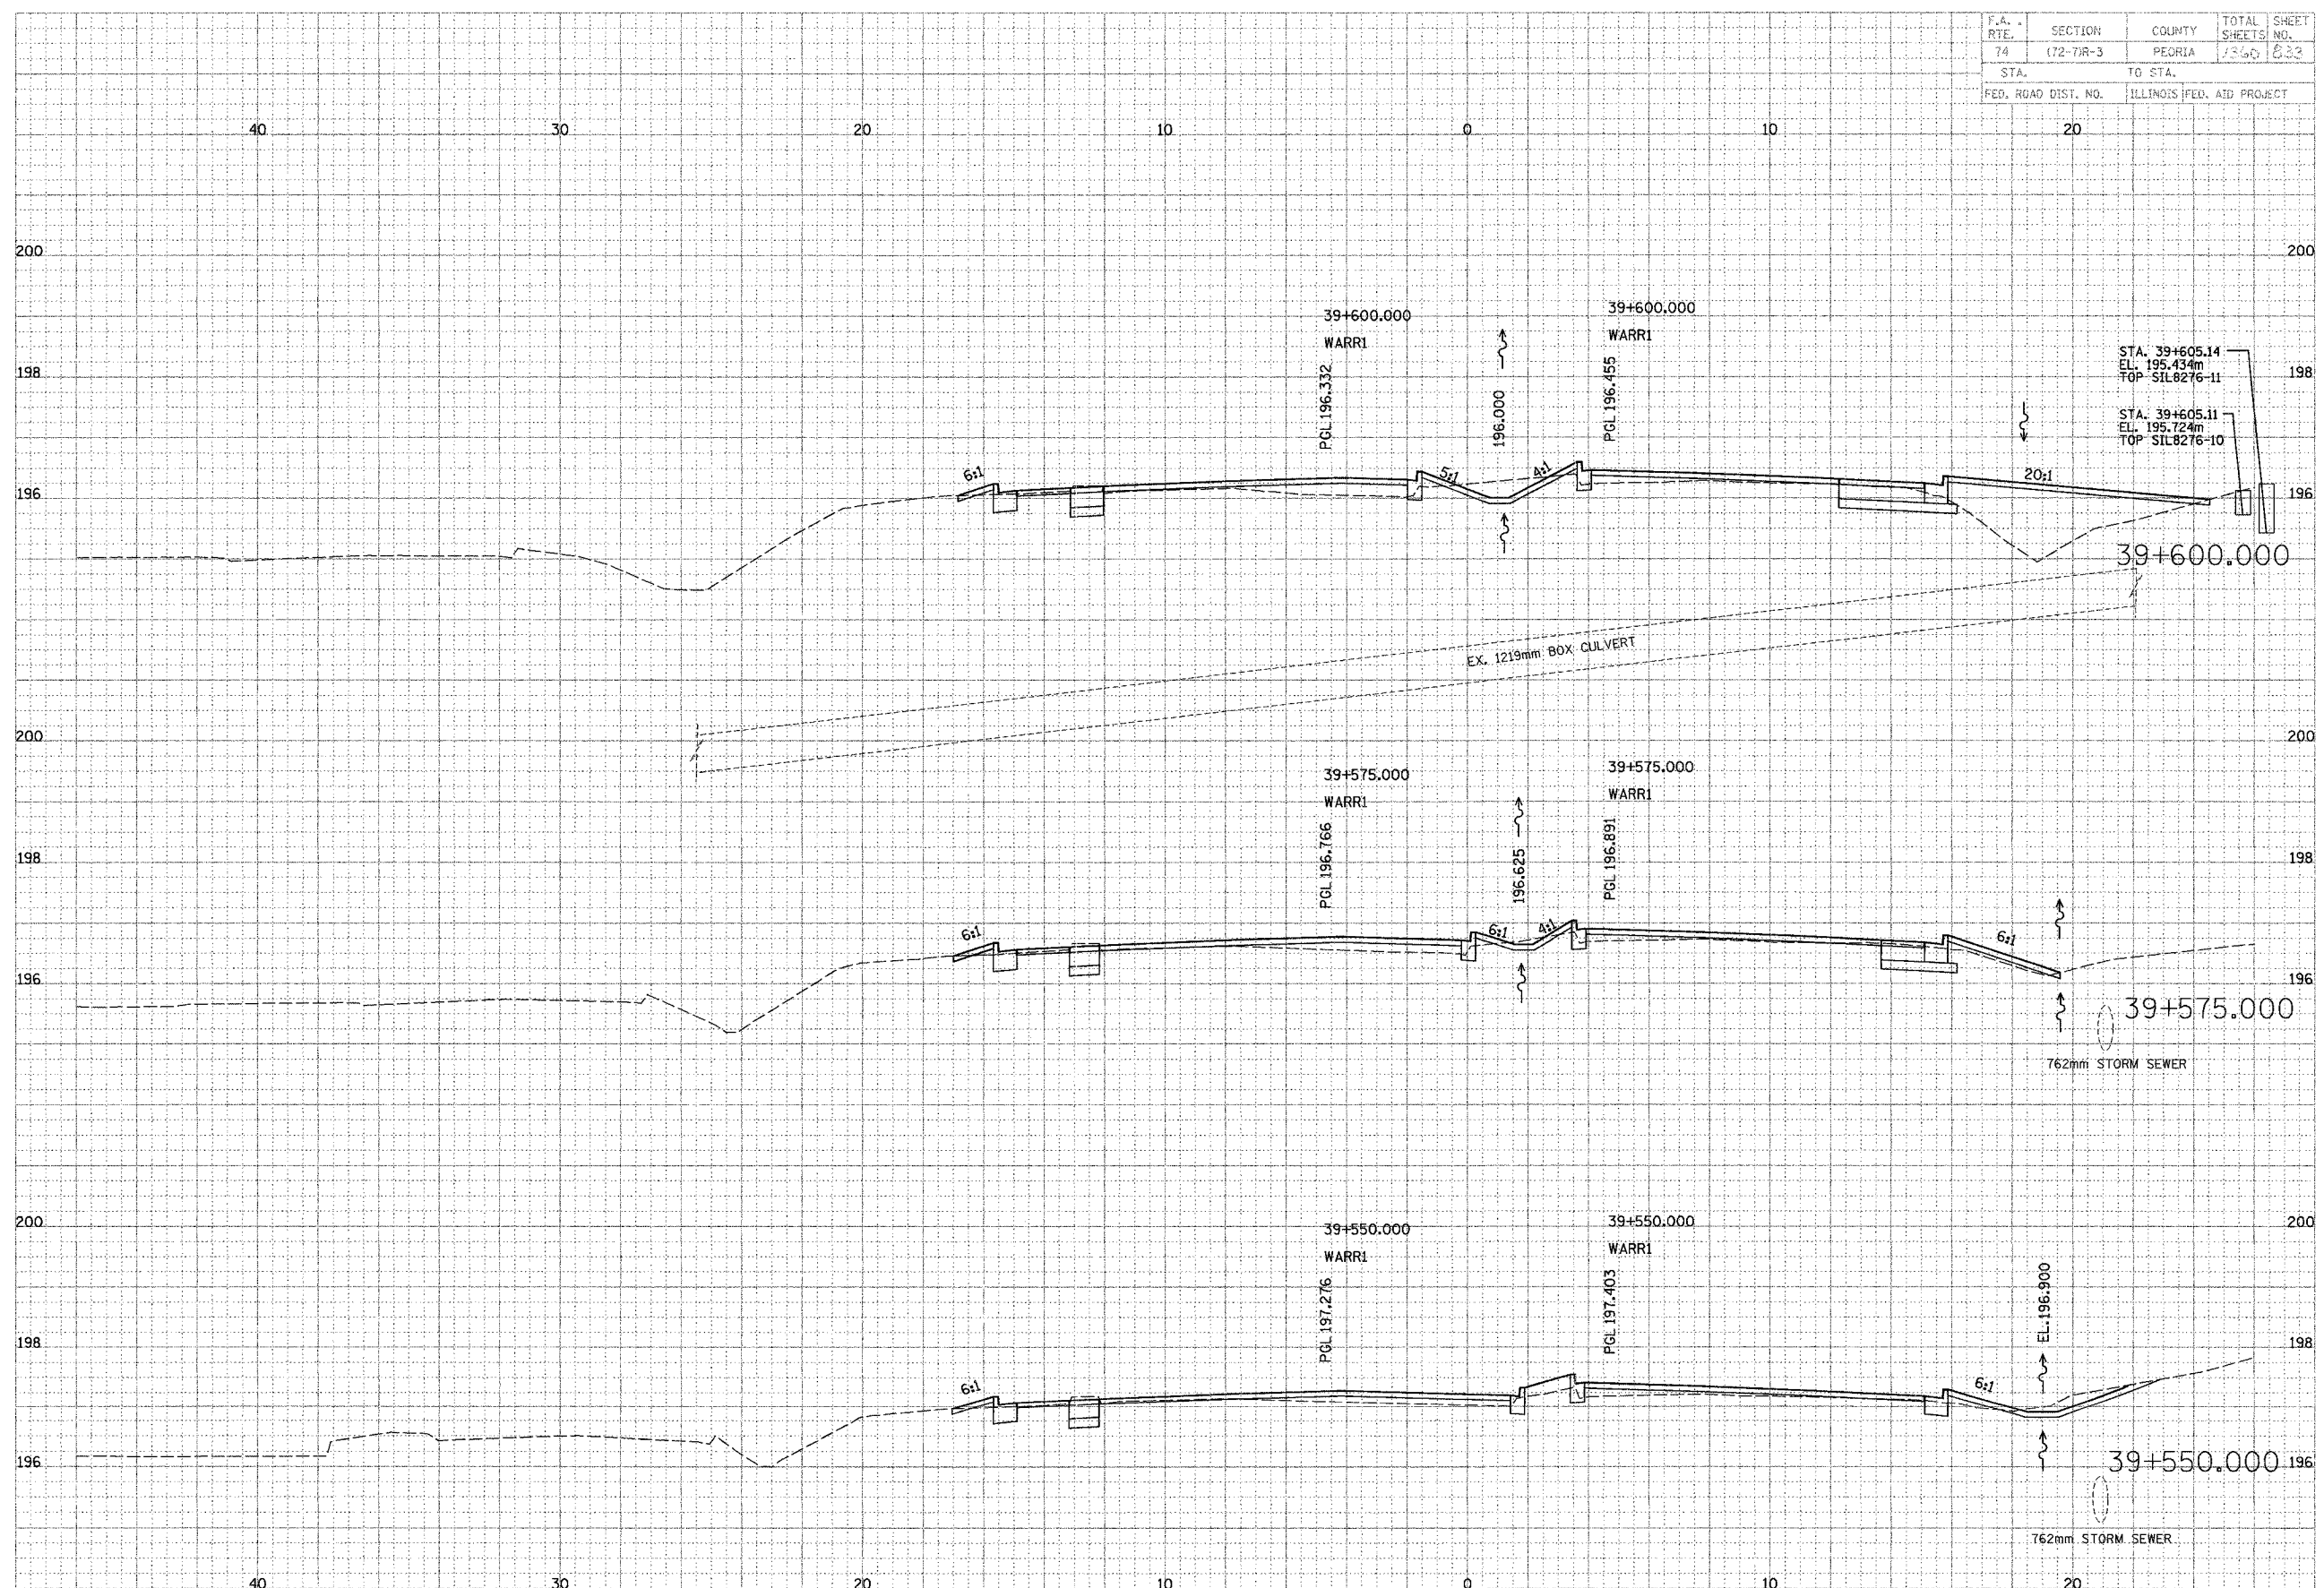 F.A. RTE. SECTION COUNTY TOTAL SHEETS SHEET NO.
74 (72-7)R-3 PEORIA 1360 833
STA. TO STA.
FED. ROAD DIST. NO. ILLINOIS FED. AID PROJECT
40 30 20 10 0 10 20
200 200
39+600.000 39+600.000
WARR1 WARR1
PGL 196.332
196.000
PGL 196.455
STA. 39+605.14
EL. 195.434m
TOP SIL8276-11
198 198
STA. 39+605.11
EL. 195.724m
TOP SIL8276-10
6:1 5:1 4:1 20:1
196 196
39+600.000
EX. 1219mm BOX CULVERT
200 200
39+575.000 39+575.000
WARR1 WARR1
PGL 196.766
196.625
PGL 196.891
198 198
6:1 6:1 4:1 6:1
196 196
39+575.000
762mm STORM SEWER
200 200
39+550.000 39+550.000
WARR1 WARR1
PGL 197.276
PGL 197.403
EL.196.900
198 198
6:1 6:1
196 196
39+550.000
762mm STORM SEWER
40 30 20 10 0 10 20